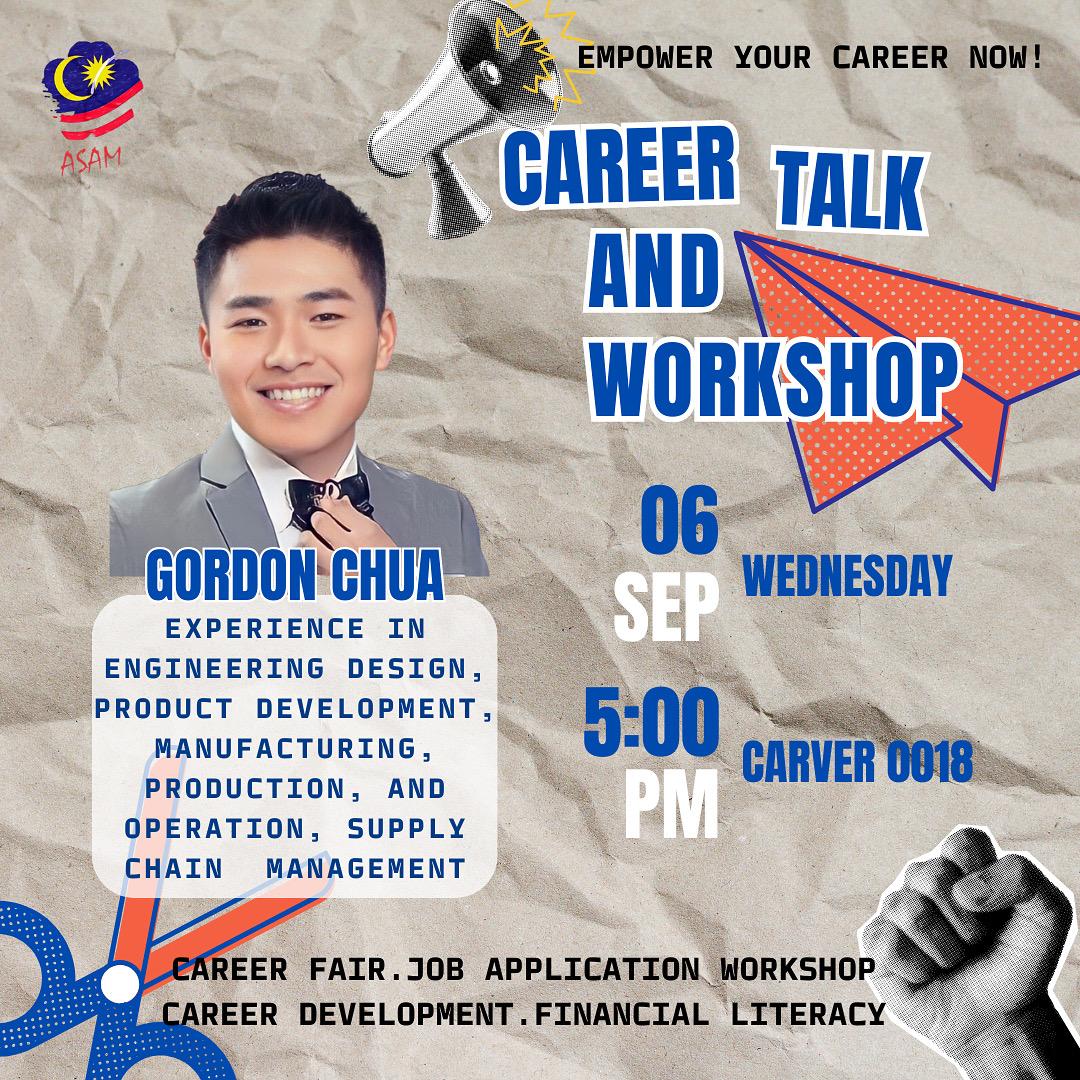 EMPOWER YOUR CAREER NOW!
ASAM
CAREER TALK
AND
WORKSHOP
06
SEP
WEDNESDAY
5:00
PM
CARVER 0018
GORDON CHUA
EXPERIENCE IN
ENGINEERING DESIGN,
PRODUCT DEVELOPMENT,
MANUFACTURING,
PRODUCTION, AND
OPERATION, SUPPLY
CHAIN MANAGEMENT
CAREER FAIR.JOB APPLICATION WORKSHOP
CAREER DEVELOPMENT.FINANCIAL LITERACY